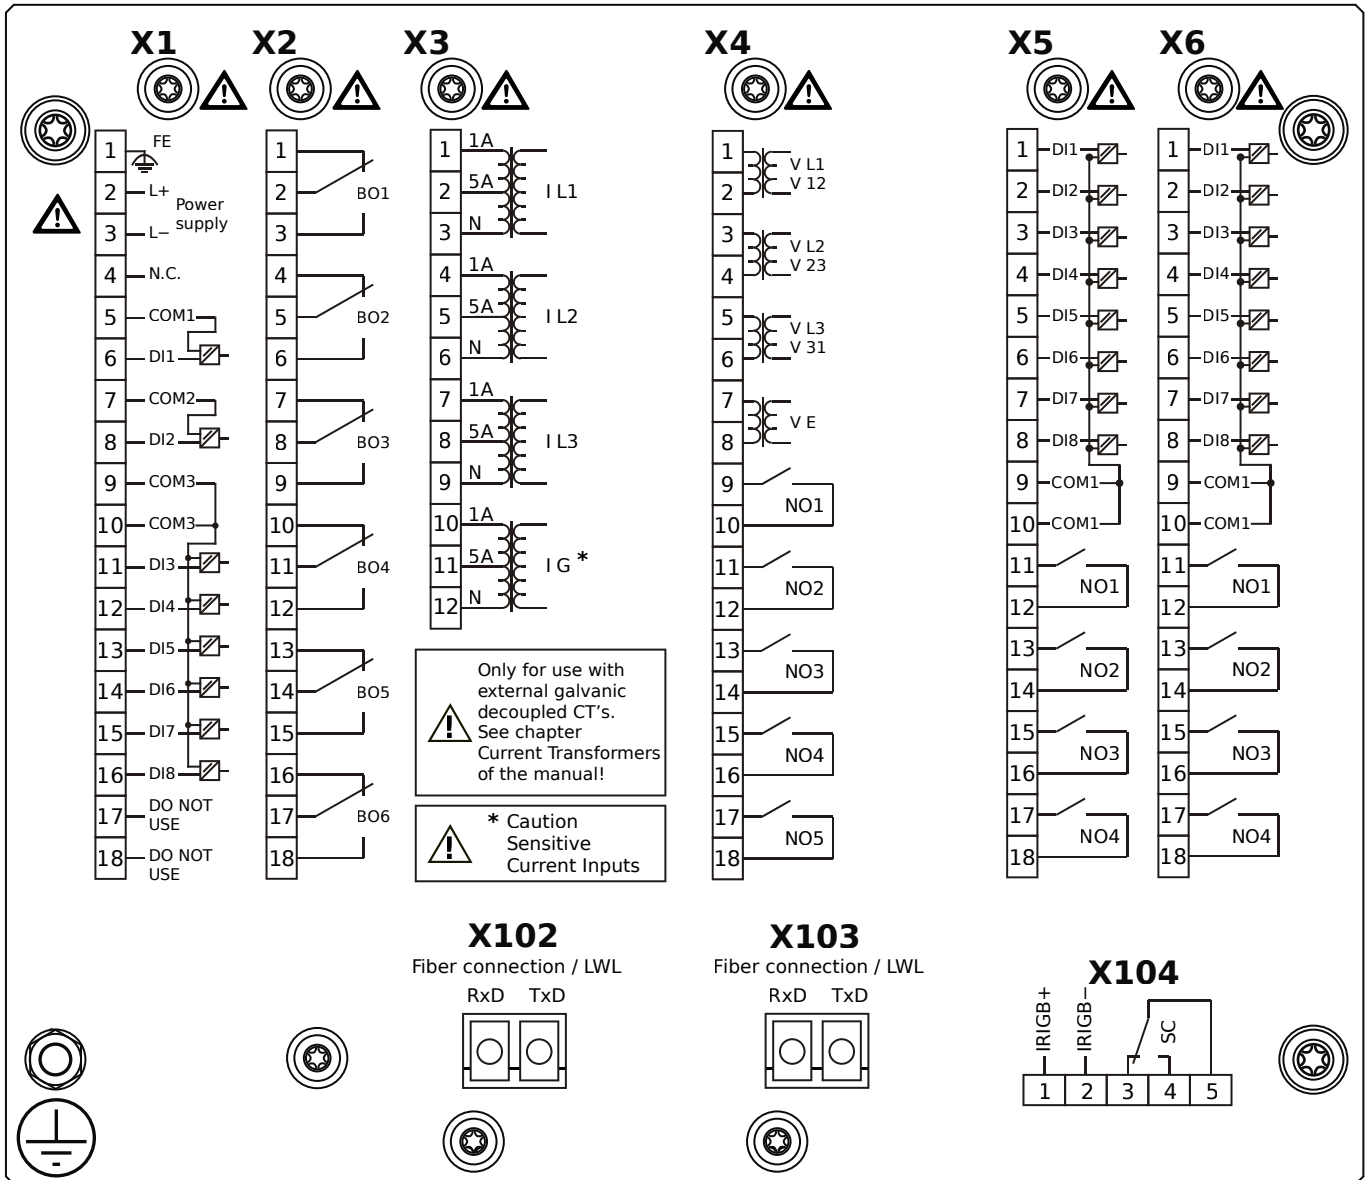 X1 X2 X3 X4 X5 X6
1 FE
2 L+
Power
supply
3 L−
4 N.C.
5 COM1
6 DI1
7 COM2
8 DI2
9 COM3
10 COM3
11 DI3
12 DI4
13 DI5
14 DI6
15 DI7
16 DI8
17 DO NOT
USE
18 DO NOT
USE
1
2 BO1
3
4
5 BO2
6
7
8 BO3
9
10
11 BO4
12
13
14 BO5
15
16
17 BO6
18
1 1A
2 5A I L1
3 N
4 1A
5 5A I L2
6 N
7 1A
8 5A I L3
9 N
10 1A
11 5A I G *
12 N
Only for use with
external galvanic
decoupled CT's.
See chapter
Current Transformers
of the manual!
* Caution
Sensitive
Current Inputs
1 V L1
2 V 12
3 V L2
4 V 23
5 V L3
6 V 31
7 V E
8
9 NO1
10
11 NO2
12
13 NO3
14
15 NO4
16
17 NO5
18
1 DI1
2 DI2
3 DI3
4 DI4
5 DI5
6 DI6
7 DI7
8 DI8
9 COM1
10 COM1
11 NO1
12
13 NO2
14
15 NO3
16
17 NO4
18
1 DI1
2 DI2
3 DI3
4 DI4
5 DI5
6 DI6
7 DI7
8 DI8
9 COM1
10 COM1
11 NO1
12
13 NO2
14
15 NO3
16
17 NO4
18
X102
Fiber connection / LWL
RxD TxD
X103
Fiber connection / LWL
RxD TxD
X104
IRIGB+ IRIGB− SC
1 2 3 4 5